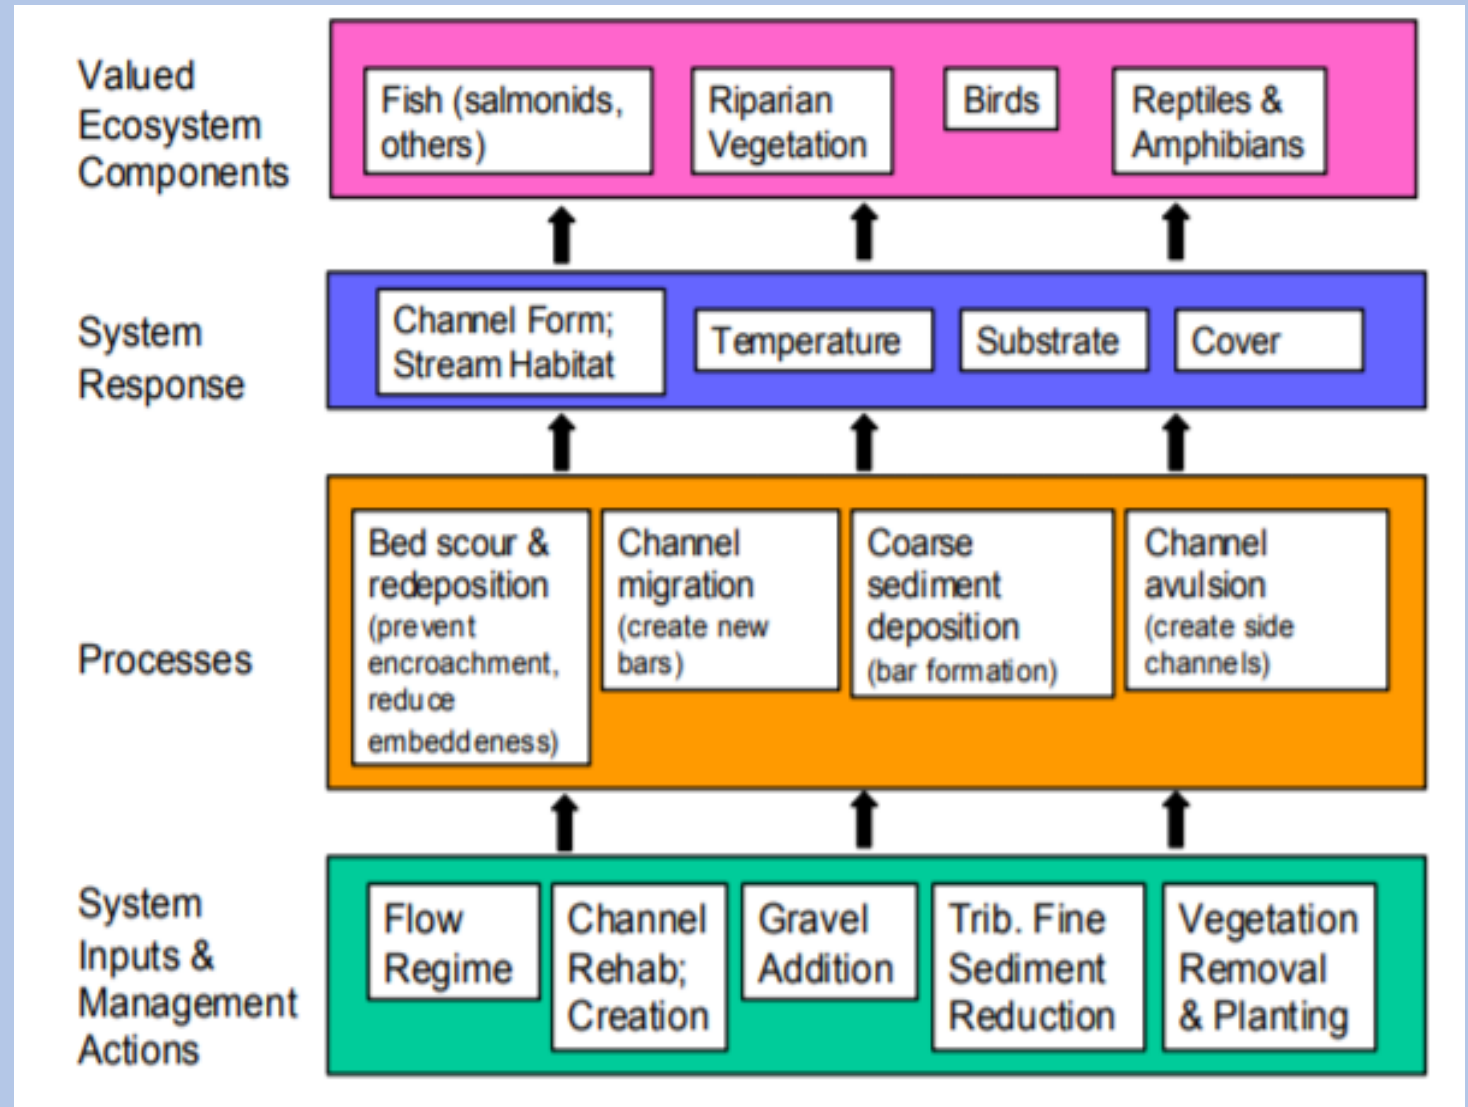 Valued
Ecosystem
Components
Fish (salmonids,
others)
Riparian
Vegetation
Birds
Reptiles &
Amphibians
System
Response
Channel Form;
Stream Habitat
Temperature
Substrate
Cover
Processes
Bed scour &
redeposition
(prevent
encroachment,
reduce
embeddeness)
Channel
migration
(create new
bars)
Coarse
sediment
deposition
(bar formation)
Channel
avulsion
(create side
channels)
System
Inputs &
Management
Actions
Flow
Regime
Channel
Rehab;
Creation
Gravel
Addition
Trib. Fine
Sediment
Reduction
Vegetation
Removal
& Planting